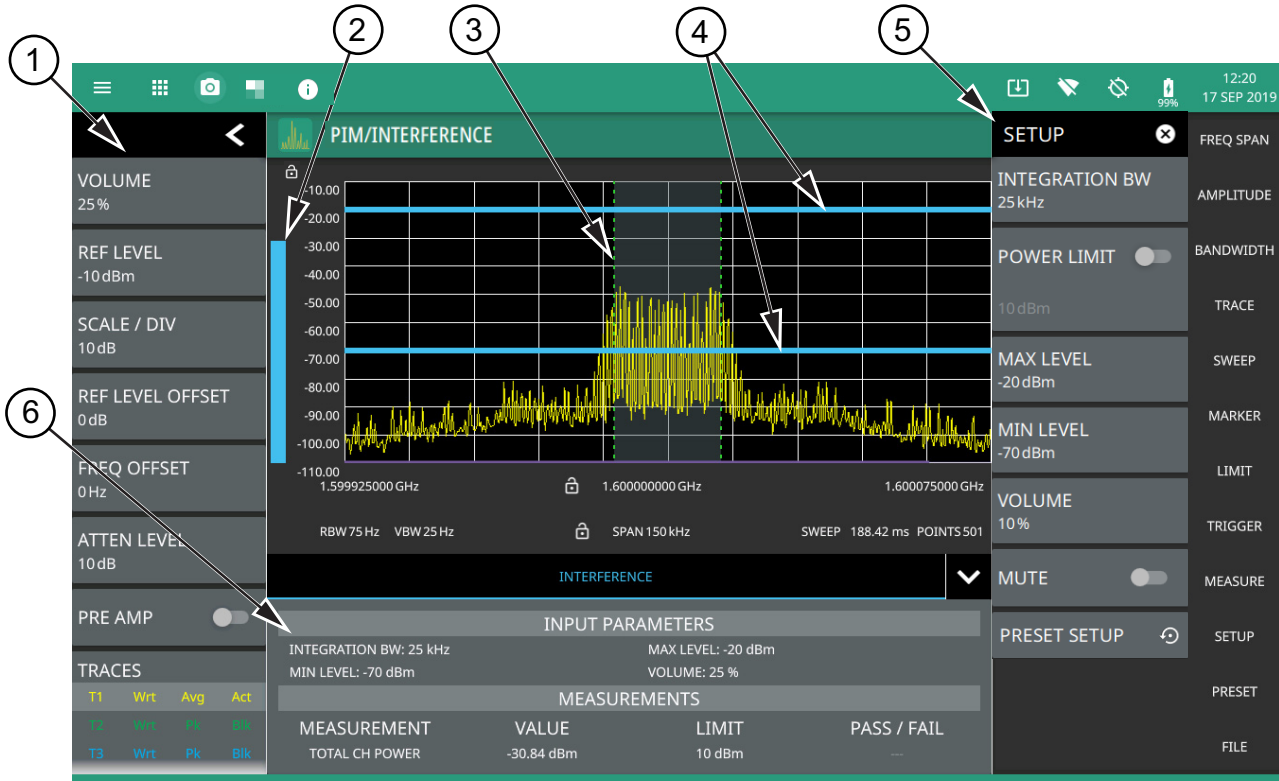 1
2
3
4
5
6
99%
12:20
17 SEP 2019
VOLUME
25 %
REF LEVEL
-10 dBm
SCALE / DIV
10 dB
REF LEVEL OFFSET
0 dB
FREQ OFFSET
0 Hz
ATTEN LEVEL
10 dB
PRE AMP
TRACES
T1 Wrt Avg Act
T2 Wrt Pk Blk
T3 Wrt Pk Blk
PIM/INTERFERENCE
-10.00
-20.00
-30.00
-40.00
-50.00
-60.00
-70.00
-80.00
-90.00
-100.00
-110.00
1.599925000 GHz 1.600000000 GHz 1.600075000 GHz
RBW 75 Hz VBW 25 Hz SPAN 150 kHz SWEEP 188.42 ms POINTS 501
INTERFERENCE
INPUT PARAMETERS
INTEGRATION BW: 25 kHz MAX LEVEL: -20 dBm
MIN LEVEL: -70 dBm VOLUME: 25 %
MEASUREMENTS
MEASUREMENT VALUE LIMIT PASS / FAIL
TOTAL CH POWER -30.84 dBm 10 dBm ---
SETUP
INTEGRATION BW
25 kHz
POWER LIMIT
10 dBm
MAX LEVEL
-20 dBm
MIN LEVEL
-70 dBm
VOLUME
10 %
MUTE
PRESET SETUP
FREQ SPAN
AMPLITUDE
BANDWIDTH
TRACE
SWEEP
MARKER
LIMIT
TRIGGER
MEASURE
SETUP
PRESET
FILE